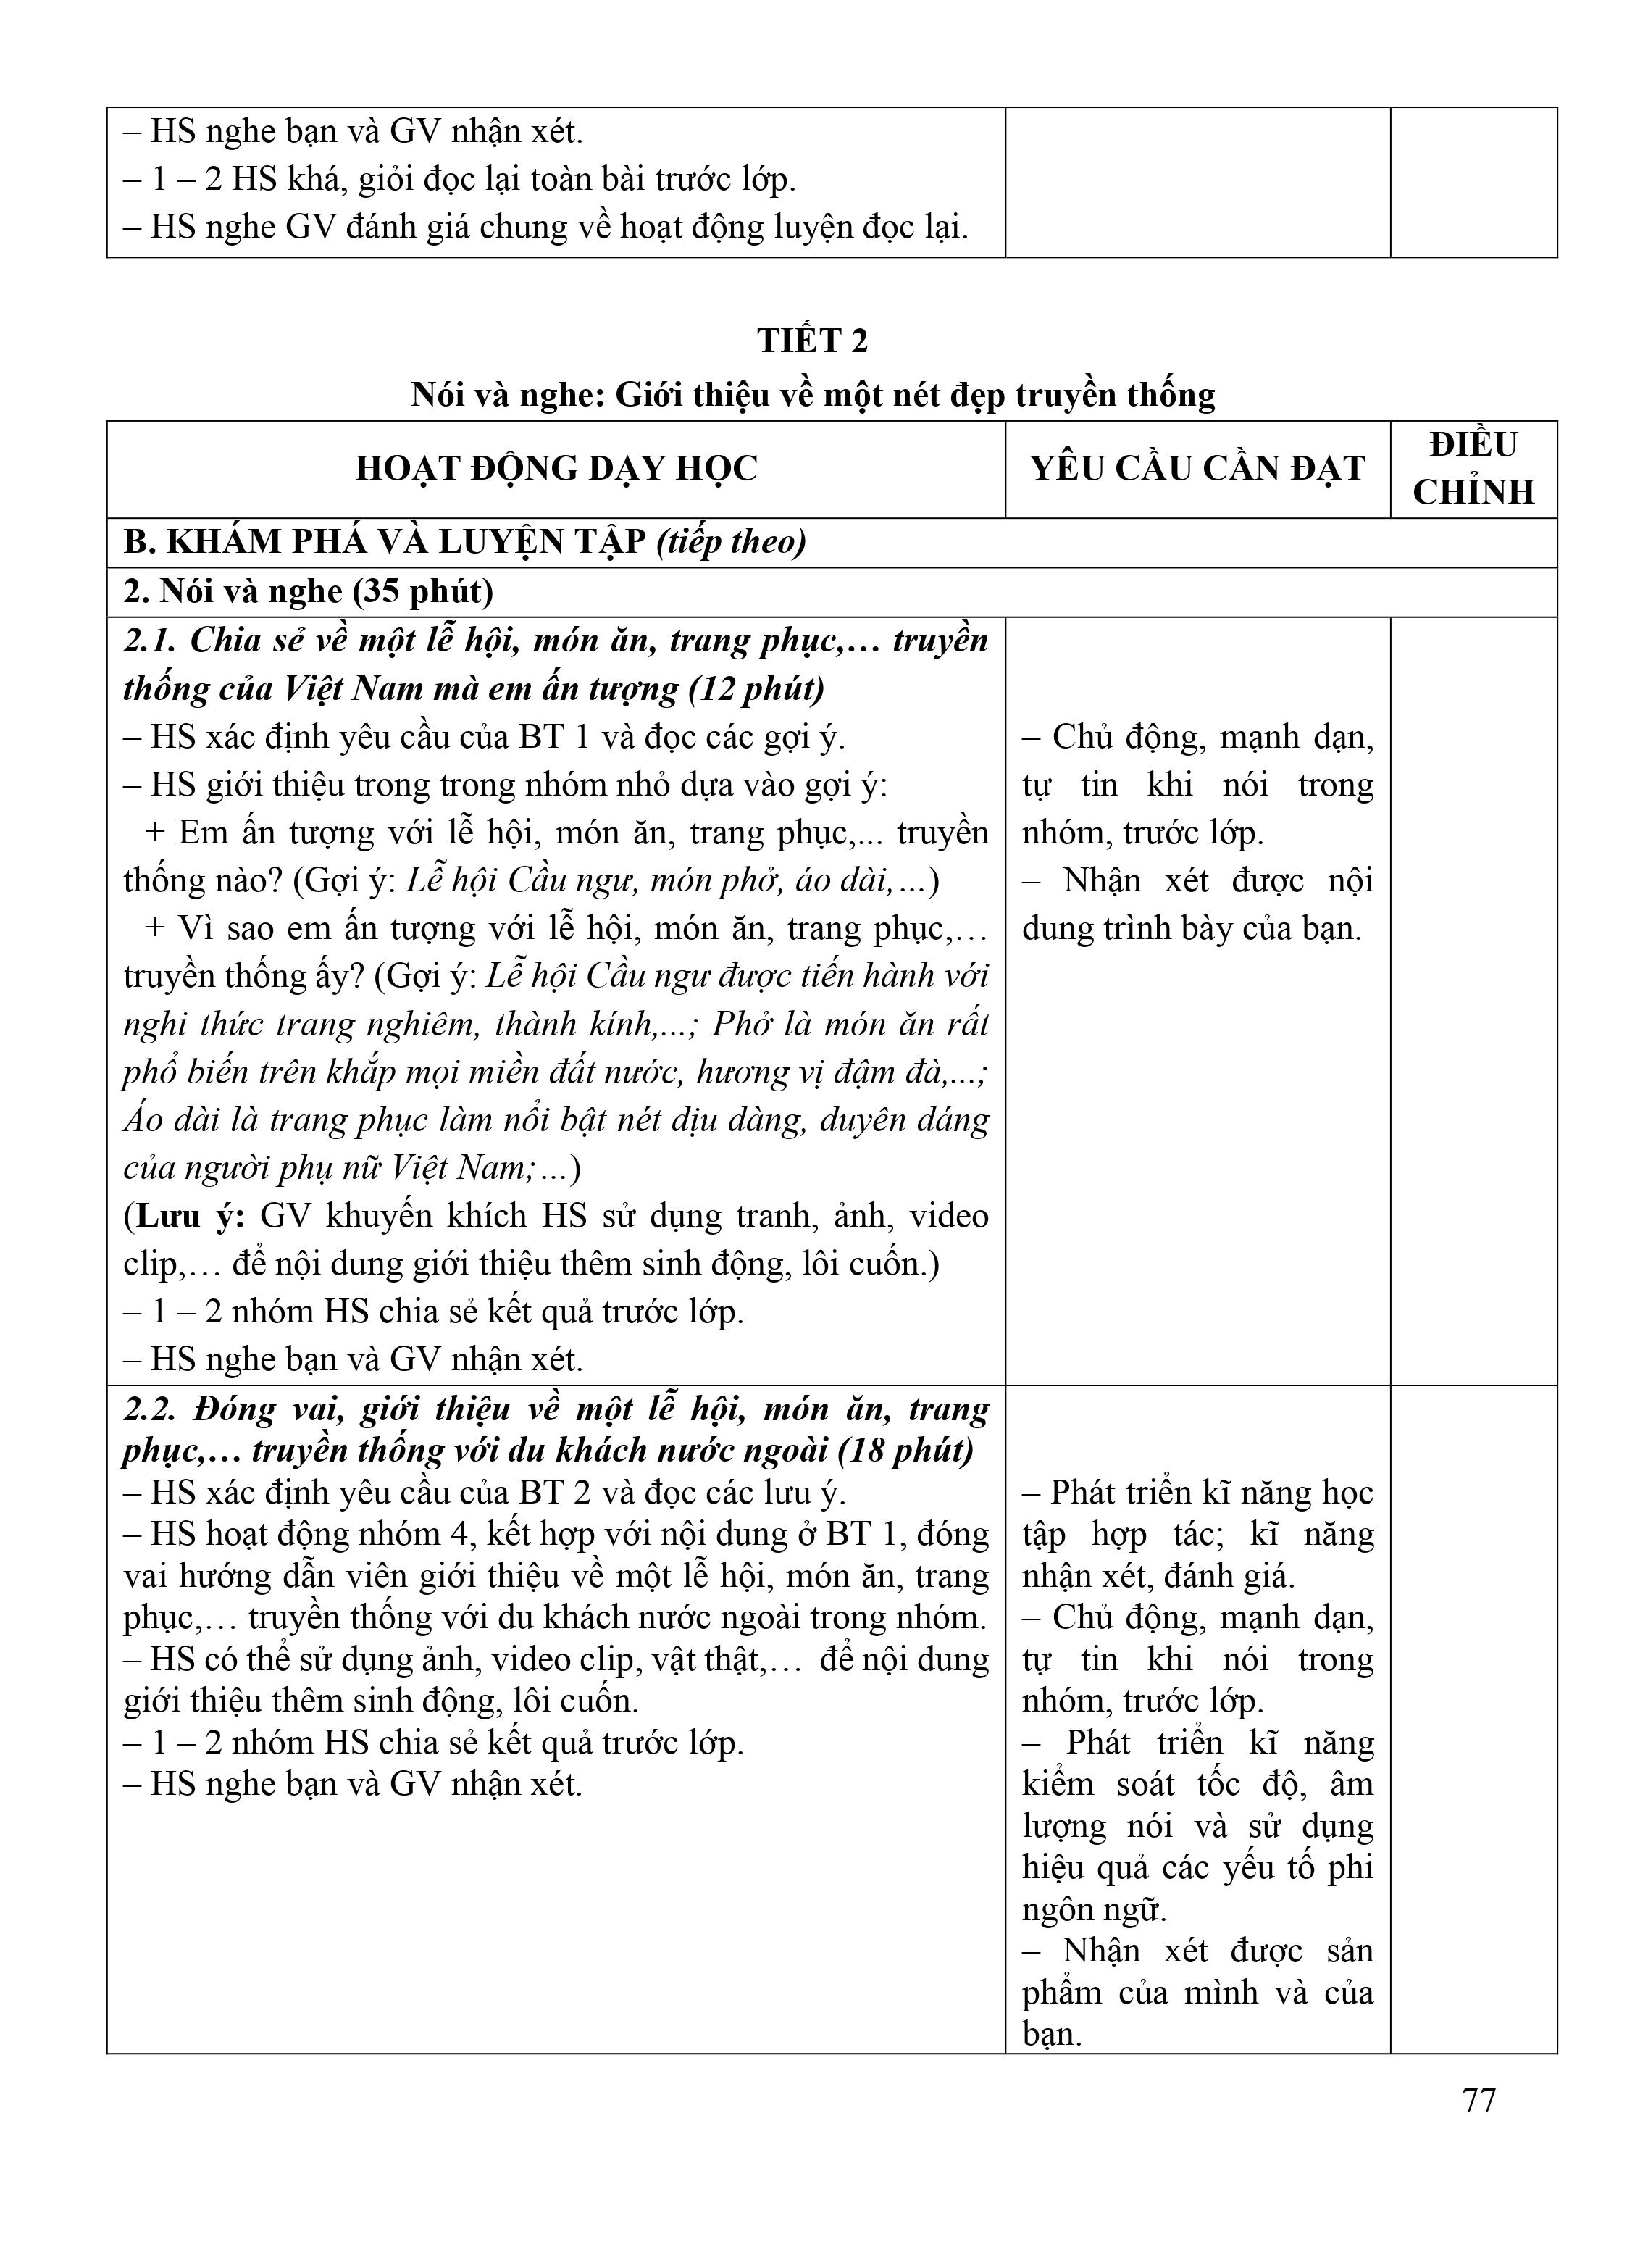 – HS nghe bạn và GV nhận xét.
– 1 – 2 HS khá, giỏi đọc lại toàn bài trước lớp.
– HS nghe GV đánh giá chung về hoạt động luyện đọc lại.
TIẾT 2
Nói và nghe: Giới thiệu về một nét đẹp truyền thống
HOẠT ĐỘNG DẠY HỌC
YÊU CẦU CẦN ĐẠT
ĐIỀU
CHỈNH
B. KHÁM PHÁ VÀ LUYỆN TẬP (tiếp theo)
2. Nói và nghe (35 phút)
2.1. Chia sẻ về một lễ hội, món ăn, trang phục,… truyền
thống của Việt Nam mà em ấn tượng (12 phút)
– HS xác định yêu cầu của BT 1 và đọc các gợi ý.
– HS giới thiệu trong trong nhóm nhỏ dựa vào gợi ý:
+ Em ấn tượng với lễ hội, món ăn, trang phục,... truyền
thống nào? (Gợi ý: Lễ hội Cầu ngư, món phở, áo dài,…)
+ Vì sao em ấn tượng với lễ hội, món ăn, trang phục,…
truyền thống ấy? (Gợi ý: Lễ hội Cầu ngư được tiến hành với
nghi thức trang nghiêm, thành kính,...; Phở là món ăn rất
phổ biến trên khắp mọi miền đất nước, hương vị đậm đà,...;
Áo dài là trang phục làm nổi bật nét dịu dàng, duyên dáng
của người phụ nữ Việt Nam;…)
(Lưu ý: GV khuyến khích HS sử dụng tranh, ảnh, video
clip,… để nội dung giới thiệu thêm sinh động, lôi cuốn.)
– 1 – 2 nhóm HS chia sẻ kết quả trước lớp.
– HS nghe bạn và GV nhận xét.
– Chủ động, mạnh dạn,
tự tin khi nói trong
nhóm, trước lớp.
– Nhận xét được nội
dung trình bày của bạn.
2.2. Đóng vai, giới thiệu về một lễ hội, món ăn, trang
phục,… truyền thống với du khách nước ngoài (18 phút)
– HS xác định yêu cầu của BT 2 và đọc các lưu ý.
– HS hoạt động nhóm 4, kết hợp với nội dung ở BT 1, đóng
vai hướng dẫn viên giới thiệu về một lễ hội, món ăn, trang
phục,… truyền thống với du khách nước ngoài trong nhóm.
– HS có thể sử dụng ảnh, video clip, vật thật,… để nội dung
giới thiệu thêm sinh động, lôi cuốn.
– 1 – 2 nhóm HS chia sẻ kết quả trước lớp.
– HS nghe bạn và GV nhận xét.
– Phát triển kĩ năng học
tập hợp tác; kĩ năng
nhận xét, đánh giá.
– Chủ động, mạnh dạn,
tự tin khi nói trong
nhóm, trước lớp.
– Phát triển kĩ năng
kiểm soát tốc độ, âm
lượng nói và sử dụng
hiệu quả các yếu tố phi
ngôn ngữ.
– Nhận xét được sản
phẩm của mình và của
bạn.
77